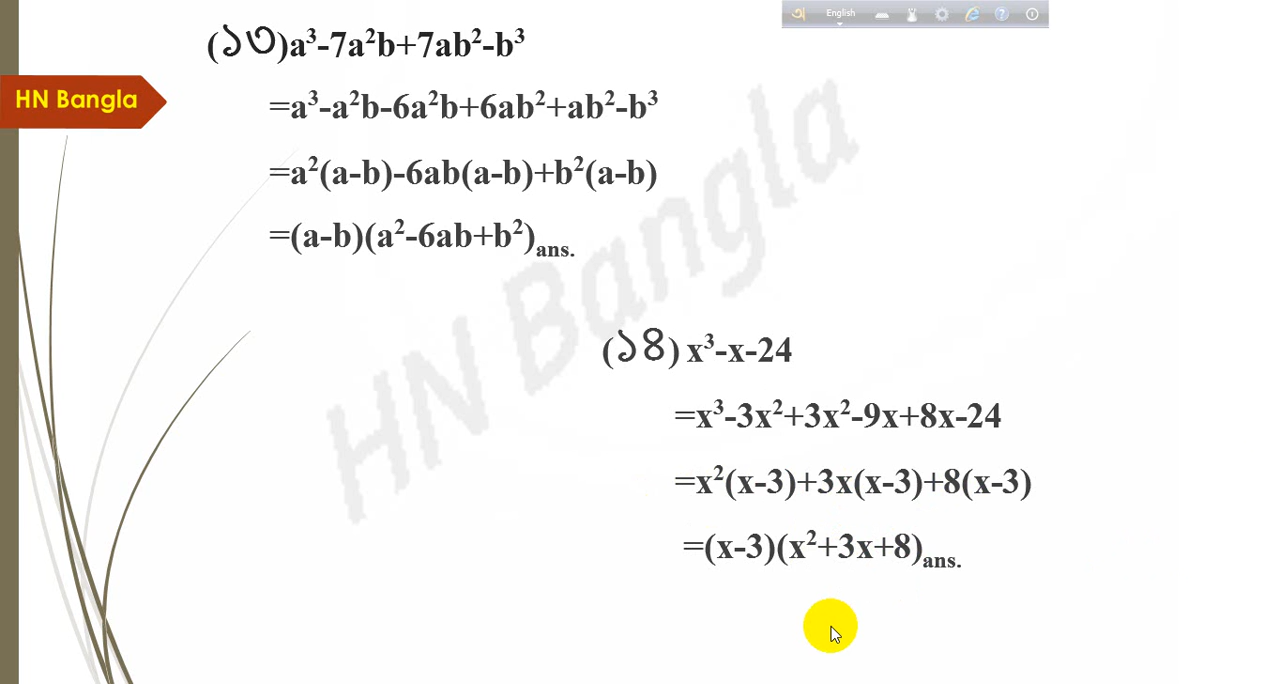 English
(১৩)a³-7a²b+7ab²-b³
HN Bangla
=a³-a²b-6a²b+6ab²+ab²-b³
=a²(a-b)-6ab(a-b)+b²(a-b)
=(a-b)(a²-6ab+b²)ans.
HN Bangla
(১৪) x³-x-24
=x³-3x²+3x²-9x+8x-24
=x²(x-3)+3x(x-3)+8(x-3)
=(x-3)(x²+3x+8)ans.